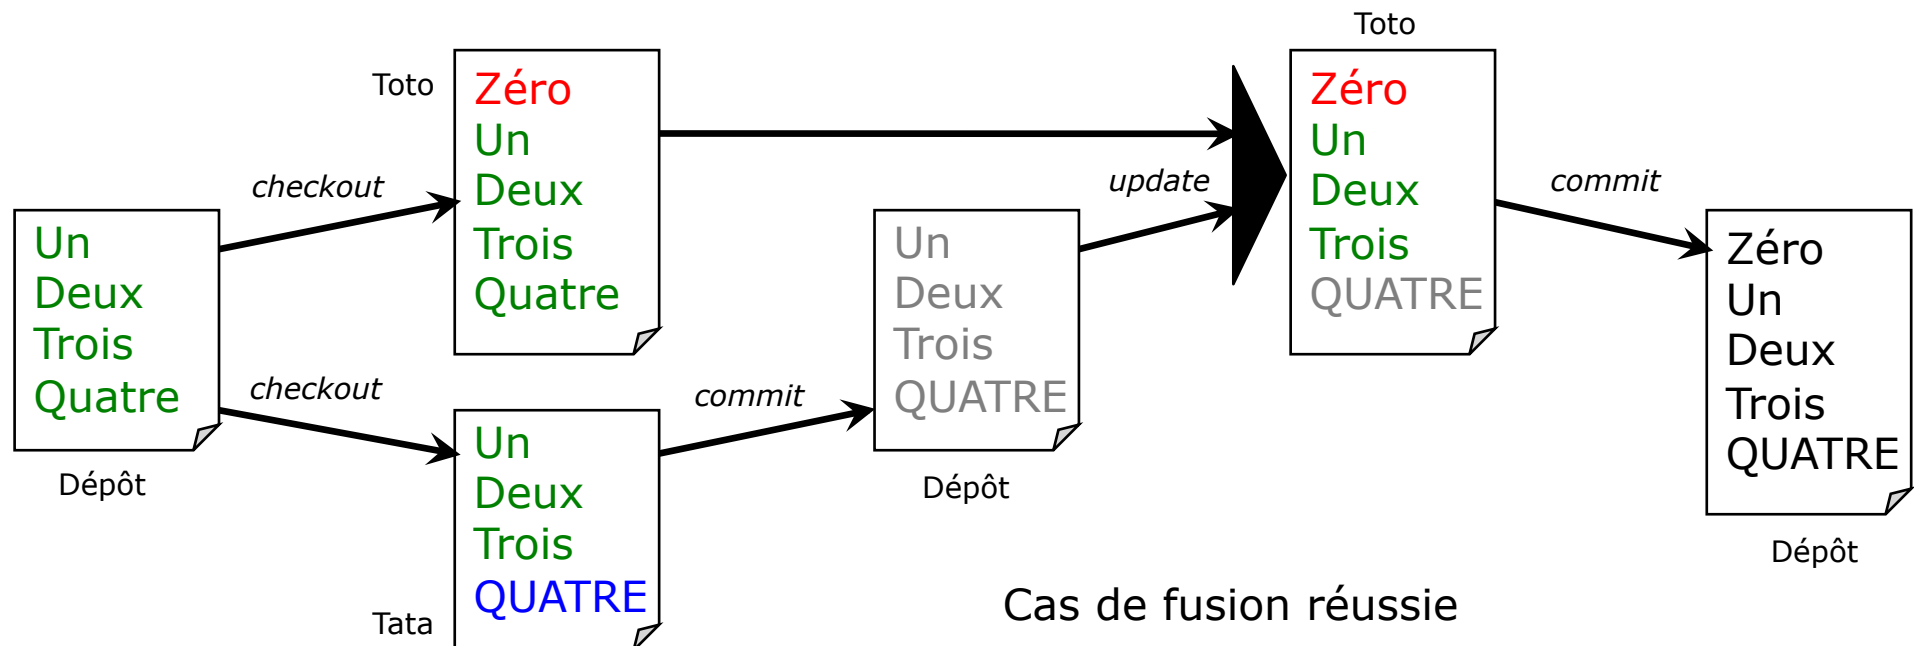 Toto
Zéro
Un
Deux
Trois
Quatre
checkout
Un
Deux
Trois
Quatre
Dépôt
checkout
Un
Deux
Trois
QUATRE
Tata
commit
Un
Deux
Trois
QUATRE
Dépôt
update
Toto
Zéro
Un
Deux
Trois
QUATRE
commit
Zéro
Un
Deux
Trois
QUATRE
Dépôt
Cas de fusion réussie